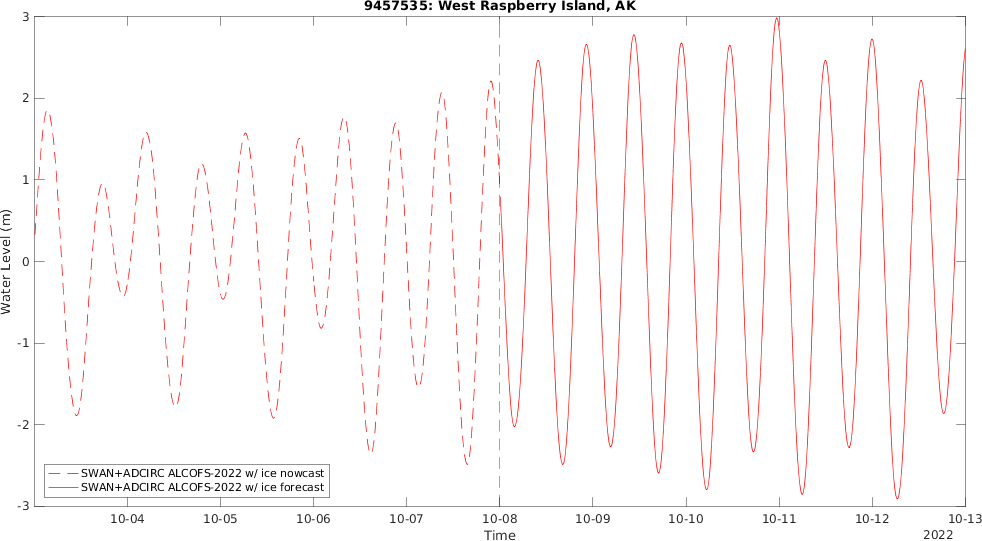 9457535: West Raspberry Island, AK
3
2
1
0
-1
-2
-3
Water Level (m)
SWAN+ADCIRC ALCOFS-2022 w/ ice nowcast
SWAN+ADCIRC ALCOFS-2022 w/ ice forecast
10-04 10-05 10-06 10-07 10-08 10-09 10-10 10-11 10-12 10-13
Time
2022